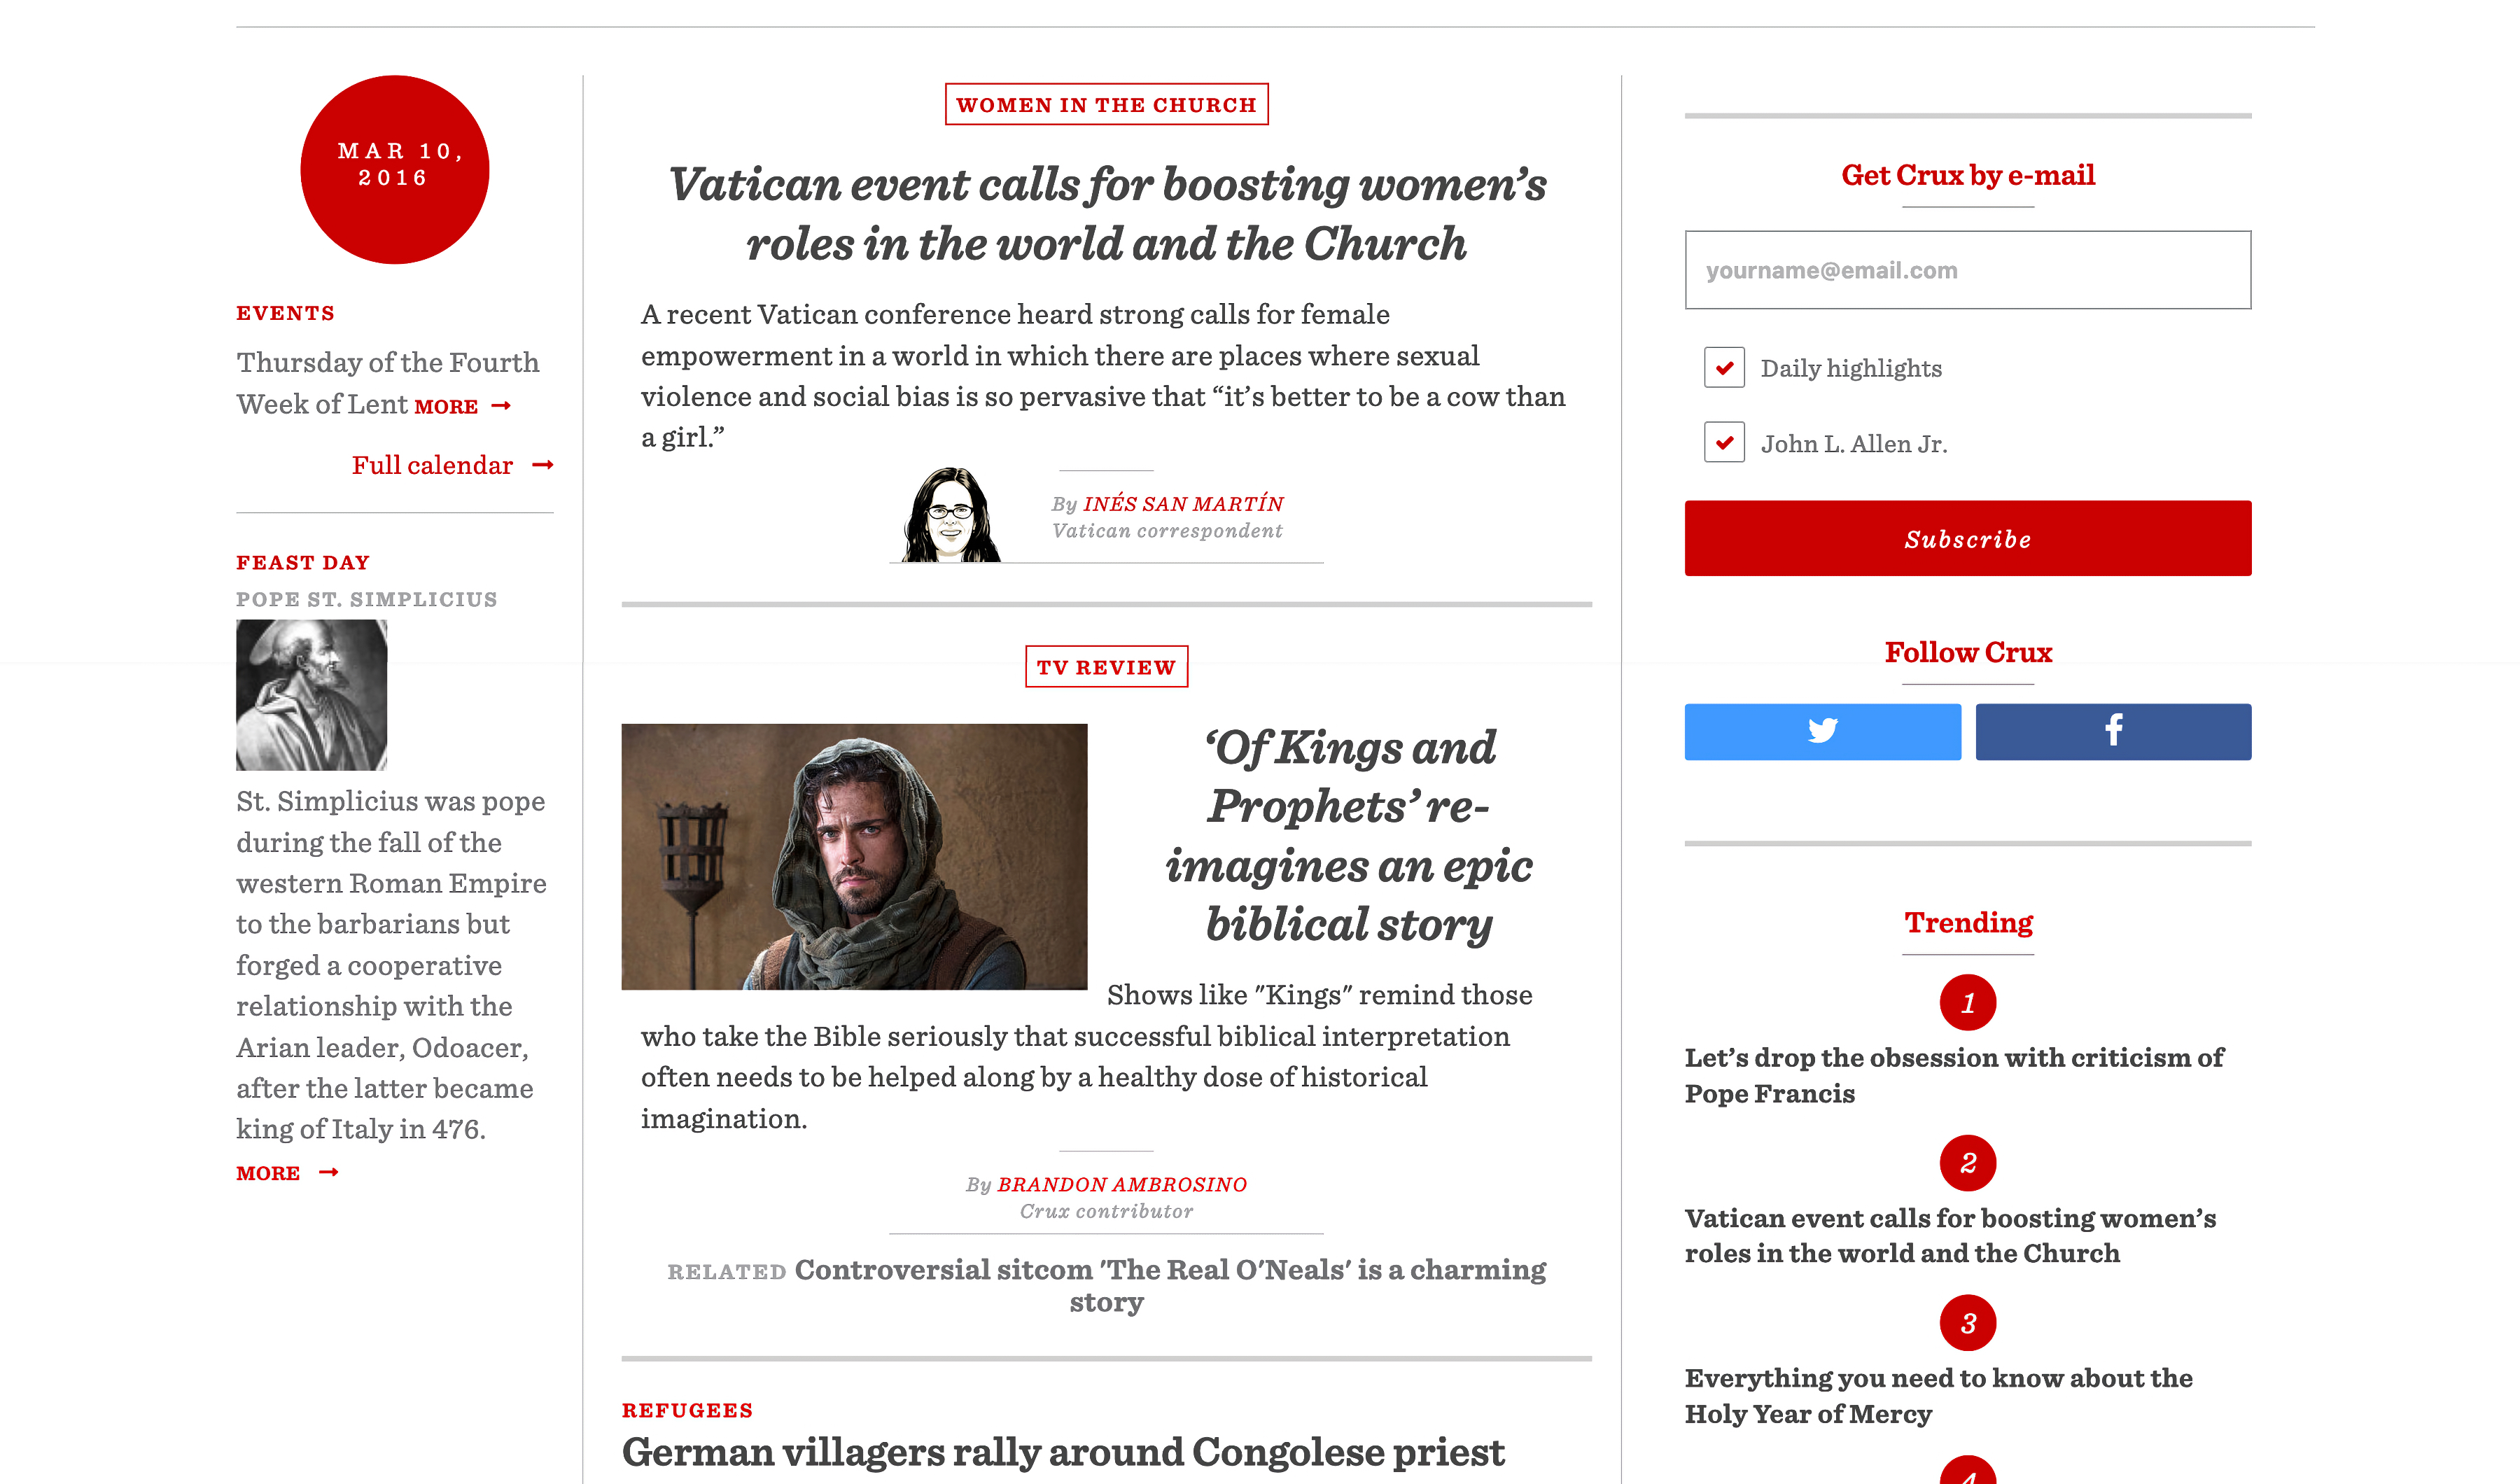 MAR 10,
2016
EVENTS
Thursday of the Fourth
Week of Lent MORE →
Full calendar →
FEAST DAY
POPE ST. SIMPLICIUS
St. Simplicius was pope
during the fall of the
western Roman Empire
to the barbarians but
forged a cooperative
relationship with the
Arian leader, Odoacer,
after the latter became
king of Italy in 476.
MORE →
WOMEN IN THE CHURCH
Vatican event calls for boosting women’s
roles in the world and the Church
A recent Vatican conference heard strong calls for female
empowerment in a world in which there are places where sexual
violence and social bias is so pervasive that “it’s better to be a cow than
a girl.”
By INÉS SAN MARTÍN
Vatican correspondent
TV REVIEW
‘Of Kings and
Prophets’ re-
imagines an epic
biblical story
Shows like "Kings" remind those
who take the Bible seriously that successful biblical interpretation
often needs to be helped along by a healthy dose of historical
imagination.
By BRANDON AMBROSINO
Crux contributor
RELATED Controversial sitcom 'The Real O'Neals' is a charming
story
REFUGEES
German villagers rally around Congolese priest
Get Crux by e-mail
yourname@email.com
Daily highlights
John L. Allen Jr.
Subscribe
Follow Crux
Trending
1
Let’s drop the obsession with criticism of
Pope Francis
2
Vatican event calls for boosting women’s
roles in the world and the Church
3
Everything you need to know about the
Holy Year of Mercy
4